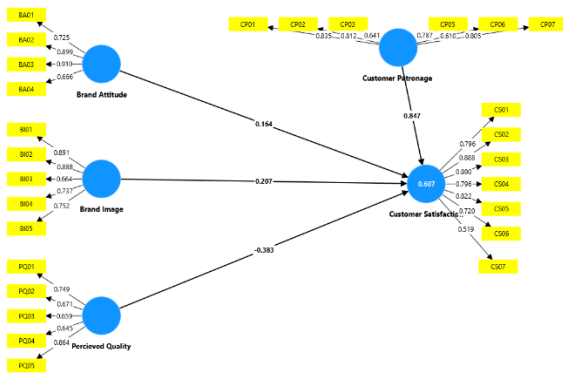 BA01
BA02
BA03
BA04
0.725
0.899
0.910
0.666
Brand Attitude
CP01
CP02
CP03
CP05
CP06
CP07
0.835
0.812
0.641
0.787
0.610
0.805
Customer Patronage
0.164
0.847
BI01
BI02
BI03
BI04
BI05
0.891
0.888
0.664
0.737
0.752
Brand Image
0.207
0.607
Customer Satisfactio...
CS01
CS02
CS03
CS04
CS05
CS06
CS07
0.796
0.888
0.890
0.796
0.822
0.720
0.519
-0.383
PQ01
PQ02
PQ03
PQ04
PQ05
0.749
0.671
0.659
0.645
0.864
Percieved Quality